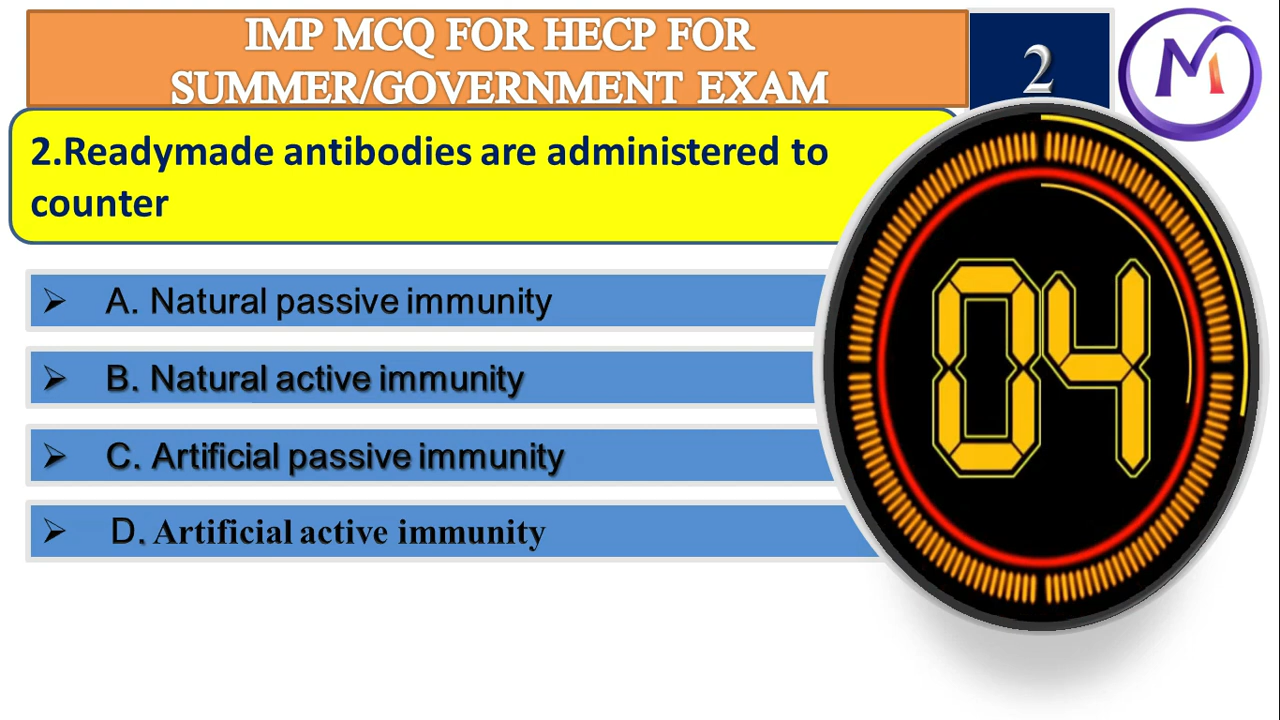 IMP MCQ FOR HECP FOR
SUMMER/GOVERNMENT EXAM
2
M
2.Readymade antibodies are administered to
counter
➢ A. Natural passive immunity
➢ B. Natural active immunity
➢ C. Artificial passive immunity
➢ D. Artificial active immunity
04